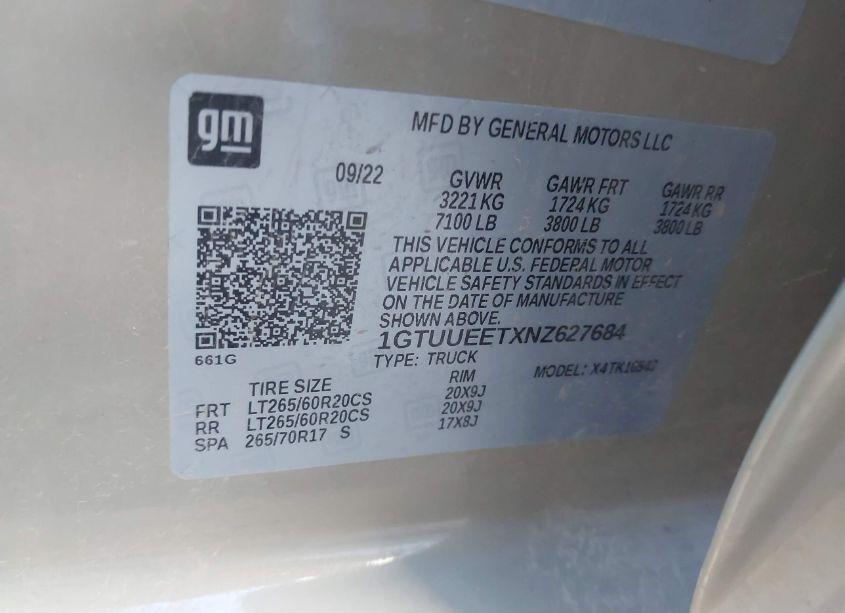 gm
MFD BY GENERAL MOTORS LLC
09/22
GVWR GAWR FRT GAWR RR
3221 KG 1724 KG 1724 KG
7100 LB 3800 LB 3800 LB
THIS VEHICLE CONFORMS TO ALL
APPLICABLE U.S. FEDERAL MOTOR
VEHICLE SAFETY STANDARDS IN EFFECT
ON THE DATE OF MANUFACTURE
SHOWN ABOVE.
1GTUUEETXNZ627684
661G
TYPE: TRUCK MODEL:
TIRE SIZE RIM
FRT LT265/60R20CS 20X9J
RR LT265/60R20CS 20X9J
SPA 265/70R17 S 17X8J